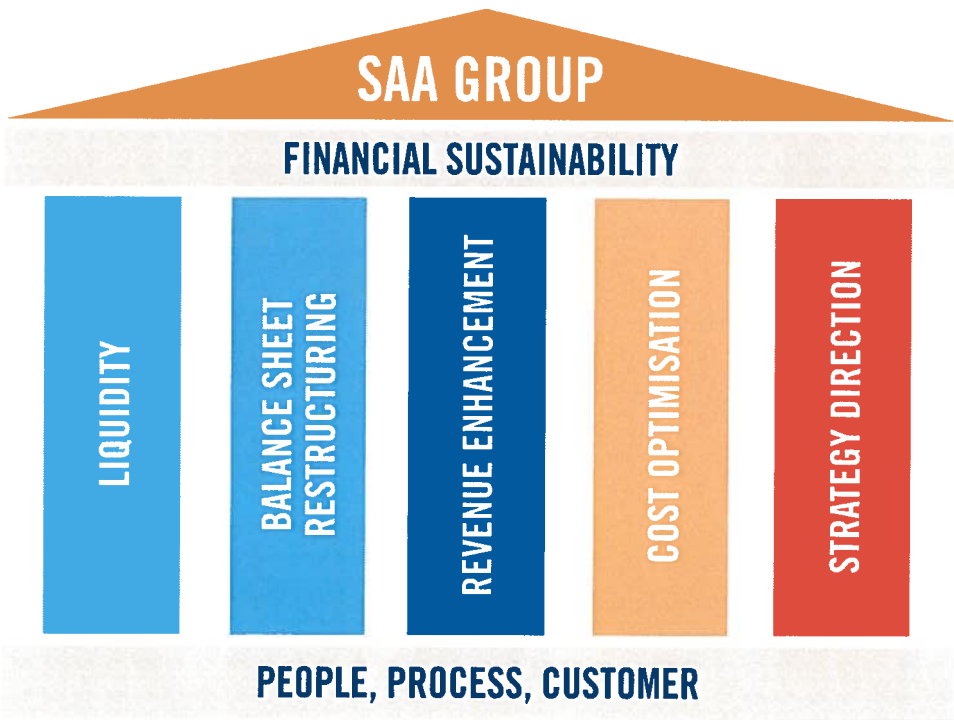 SAA GROUP
FINANCIAL SUSTAINABILITY
LIQUIDITY
BALANCE SHEET
RESTRUCTURING
REVENUE ENHANCEMENT
COST OPTIMISATION
STRATEGY DIRECTION
PEOPLE, PROCESS, CUSTOMER